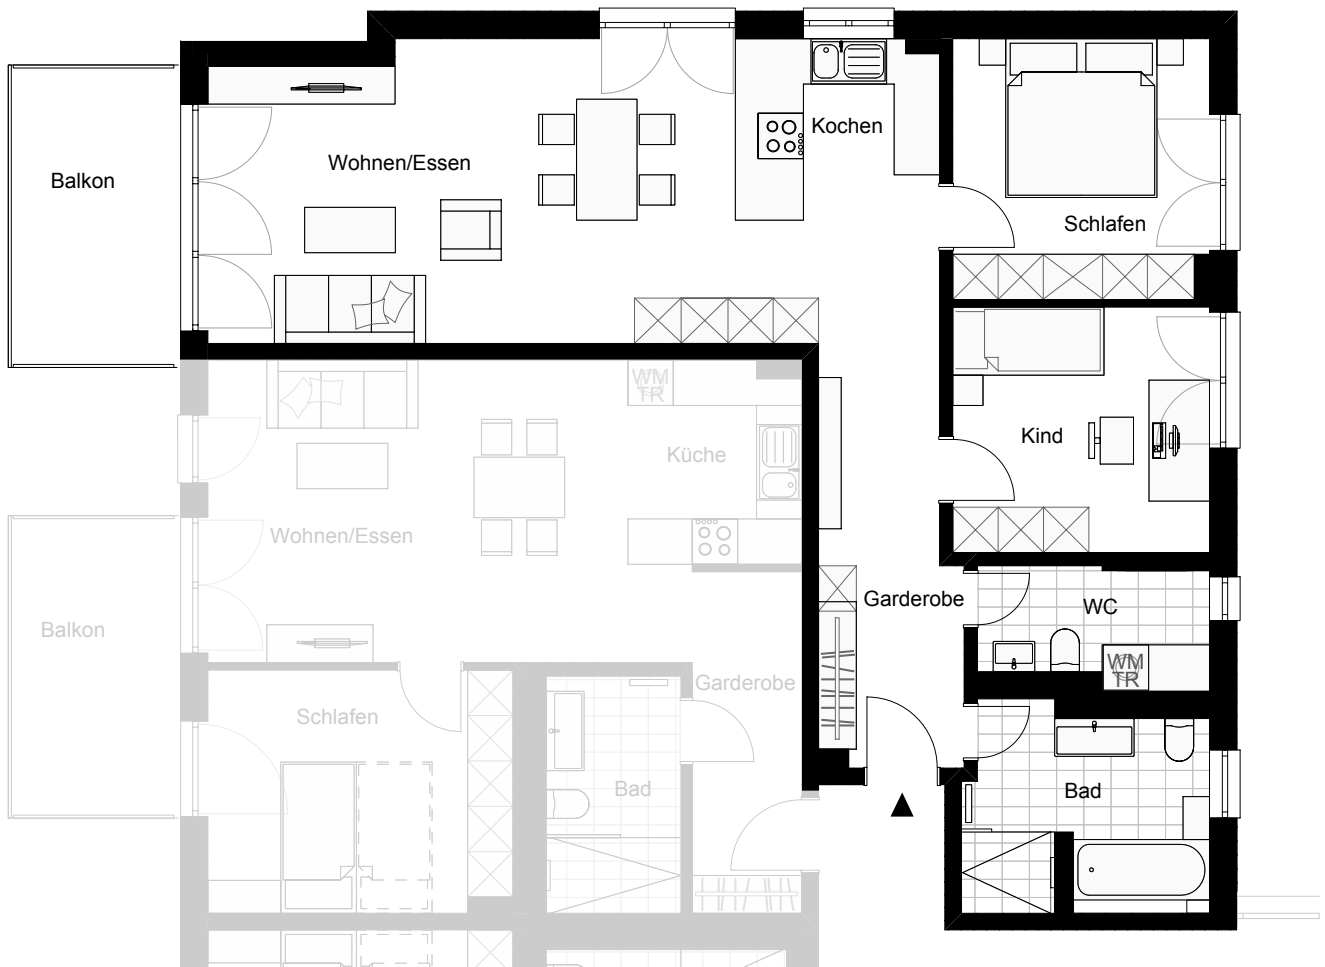 Kochen
Wohnen/Essen
Balkon
Schlafen
Kind
Küche
WM
TR
Wohnen/Essen
Garderobe
WC
Balkon
WM
TR
Garderobe
Schlafen
Bad
Bad